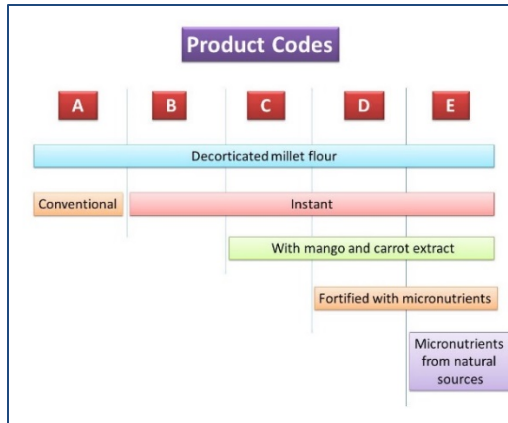 Product Codes
A B C D E
Decorticated millet flour
Conventional Instant
With mango and carrot extract
Fortified with micronutrients
Micronutrients
from natural
sources